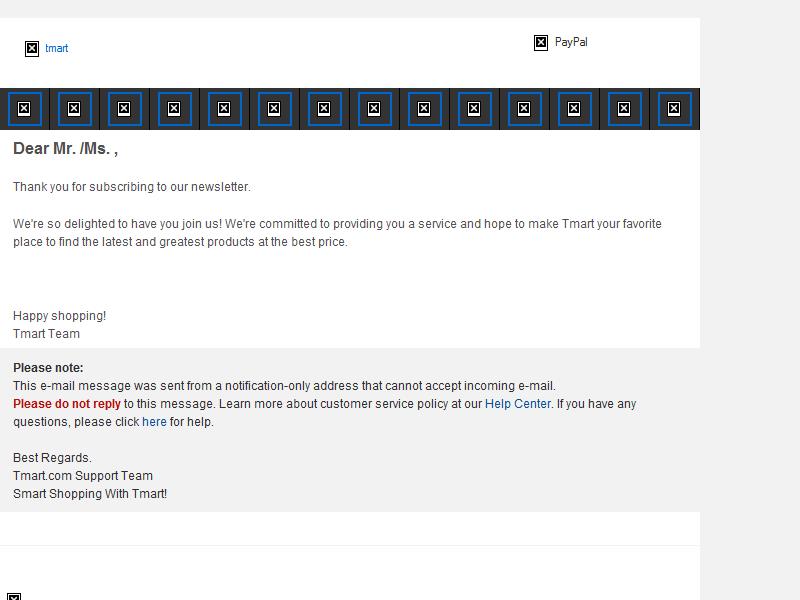 tmart
PayPal
Dear Mr. /Ms. ,
Thank you for subscribing to our newsletter.
We're so delighted to have you join us! We're committed to providing you a service and hope to make Tmart your favorite
place to find the latest and greatest products at the best price.
Happy shopping!
Tmart Team
Please note:
This e-mail message was sent from a notification-only address that cannot accept incoming e-mail.
Please do not reply to this message. Learn more about customer service policy at our Help Center. If you have any
questions, please click here for help.
Best Regards.
Tmart.com Support Team
Smart Shopping With Tmart!